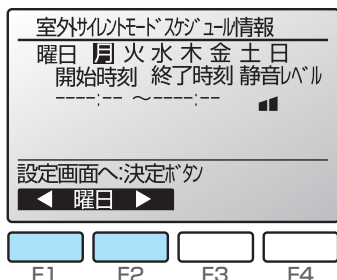 室外サイレントモードスケジュール情報
曜日 月 火 水 木 金 土 日
開始時刻 終了時刻 静音レベル
----:-- ～----:--
設定画面へ:決定ボタン
◀ 曜日 ▶
F1 F2 F3 F4